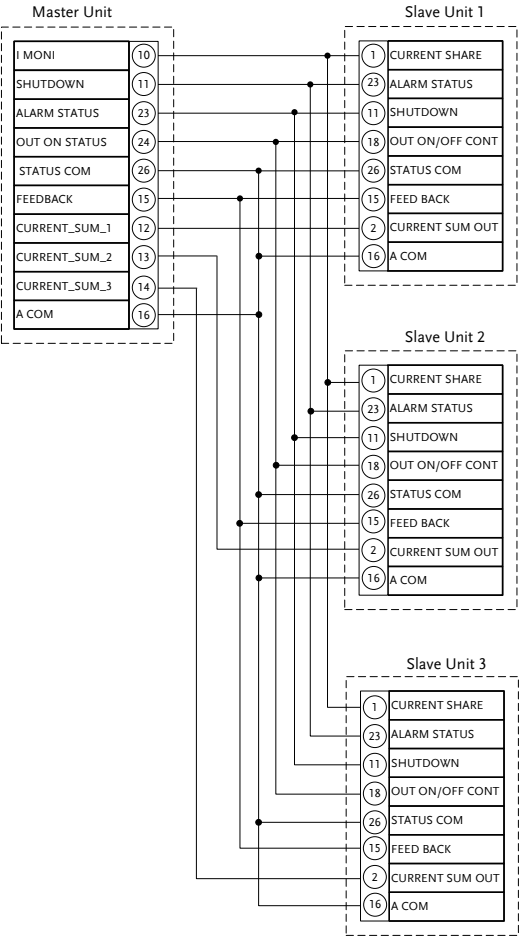 Master Unit
I MONI 10
SHUTDOWN 11
ALARM STATUS 23
OUT ON STATUS 24
STATUS COM 26
FEEDBACK 15
CURRENT_SUM_1 12
CURRENT_SUM_2 13
CURRENT_SUM_3 14
A COM 16
Slave Unit 1
1 CURRENT SHARE
23 ALARM STATUS
11 SHUTDOWN
18 OUT ON/OFF CONT
26 STATUS COM
15 FEED BACK
2 CURRENT SUM OUT
16 A COM
Slave Unit 2
1 CURRENT SHARE
23 ALARM STATUS
11 SHUTDOWN
18 OUT ON/OFF CONT
26 STATUS COM
15 FEED BACK
2 CURRENT SUM OUT
16 A COM
Slave Unit 3
1 CURRENT SHARE
23 ALARM STATUS
11 SHUTDOWN
18 OUT ON/OFF CONT
26 STATUS COM
15 FEED BACK
2 CURRENT SUM OUT
16 A COM